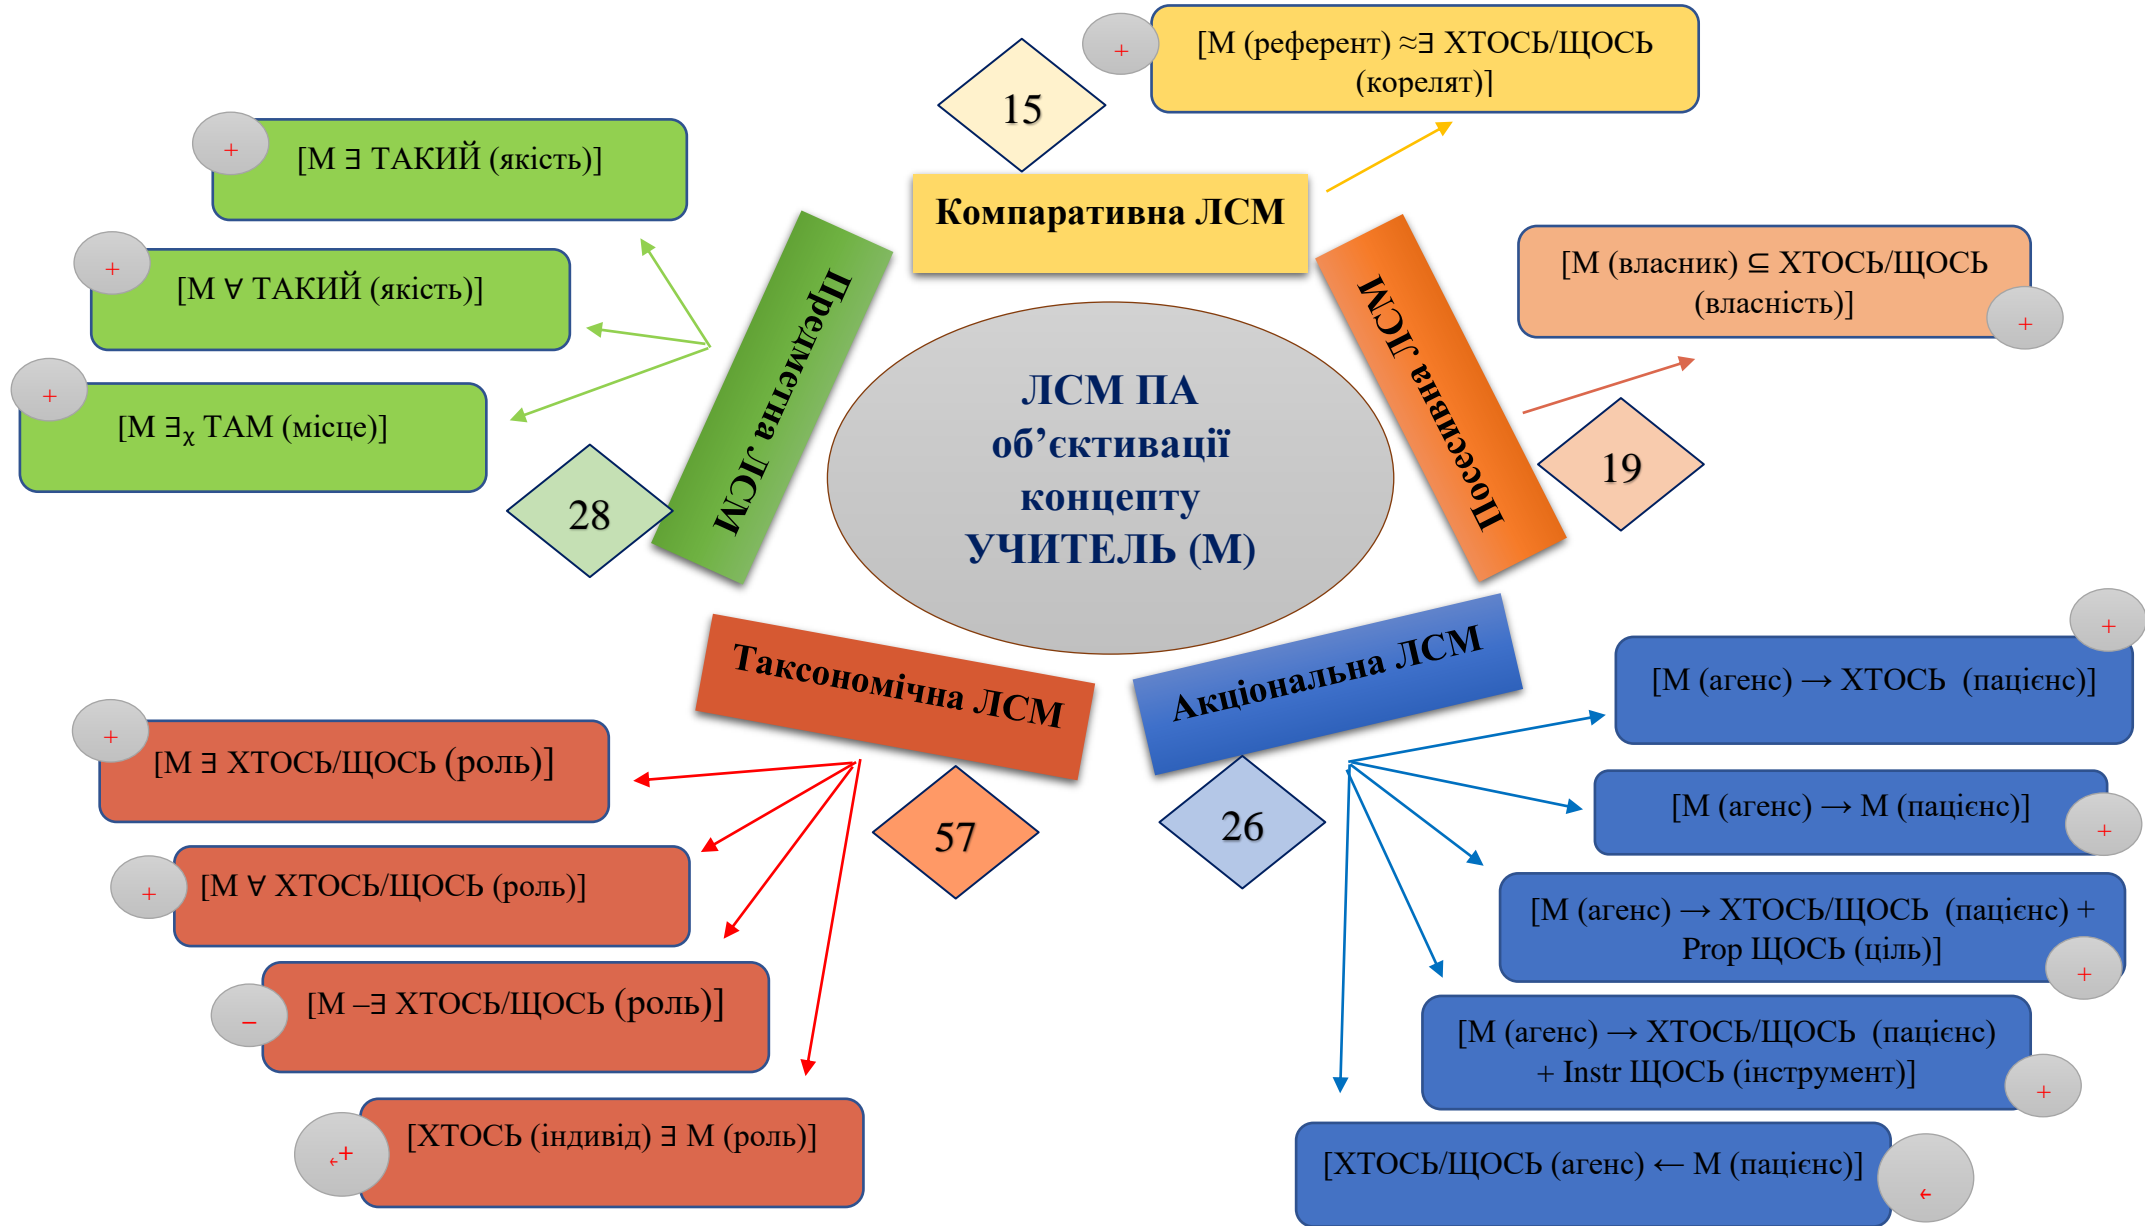 [М (референт) ≈∃ ХТОСЬ/ЩОСЬ
(корелят)]
+
15
Компаративна ЛСМ
[М ∃ ТАКИЙ (якість)]
+
[М ∀ ТАКИЙ (якість)]
+
[М ∃χ ТАМ (місце)]
+
Предметна ЛСМ
28
Посесивна ЛСМ
[М (власник) ⊆ ХТОСЬ/ЩОСЬ
(власність)]
+
19
ЛСМ ПА
об’єктивації
концепту
УЧИТЕЛЬ (М)
Таксономічна ЛСМ
57
[М ∃ ХТОСЬ/ЩОСЬ (роль)]
+
[М ∀ ХТОСЬ/ЩОСЬ (роль)]
+
[М –∃ ХТОСЬ/ЩОСЬ (роль)]
–
[ХТОСЬ (індивід) ∃ М (роль)]
←+
Акціональна ЛСМ
26
[М (агенс) → ХТОСЬ (пацієнс)]
+
[М (агенс) → М (пацієнс)]
+
[М (агенс) → ХТОСЬ/ЩОСЬ (пацієнс) +
Prop ЩОСЬ (ціль)]
+
[М (агенс) → ХТОСЬ/ЩОСЬ (пацієнс)
+ Instr ЩОСЬ (інструмент)]
+
[ХТОСЬ/ЩОСЬ (агенс) ← М (пацієнс)]
←